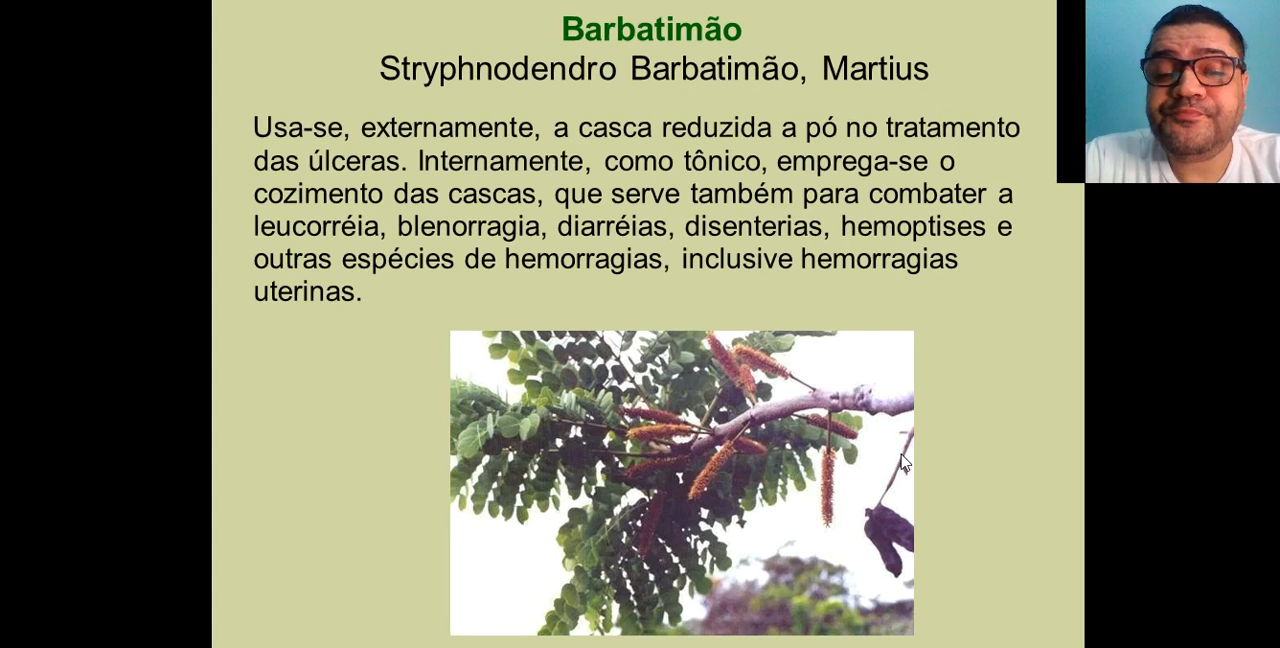 Barbatimão
Stryphnodendro Barbatimão, Martius
Usa-se, externamente, a casca reduzida a pó no tratamento
das úlceras. Internamente, como tônico, emprega-se o
cozimento das cascas, que serve também para combater a
leucorréia, blenorragia, diarréias, disenterias, hemoptises e
outras espécies de hemorragias, inclusive hemorragias
uterinas.